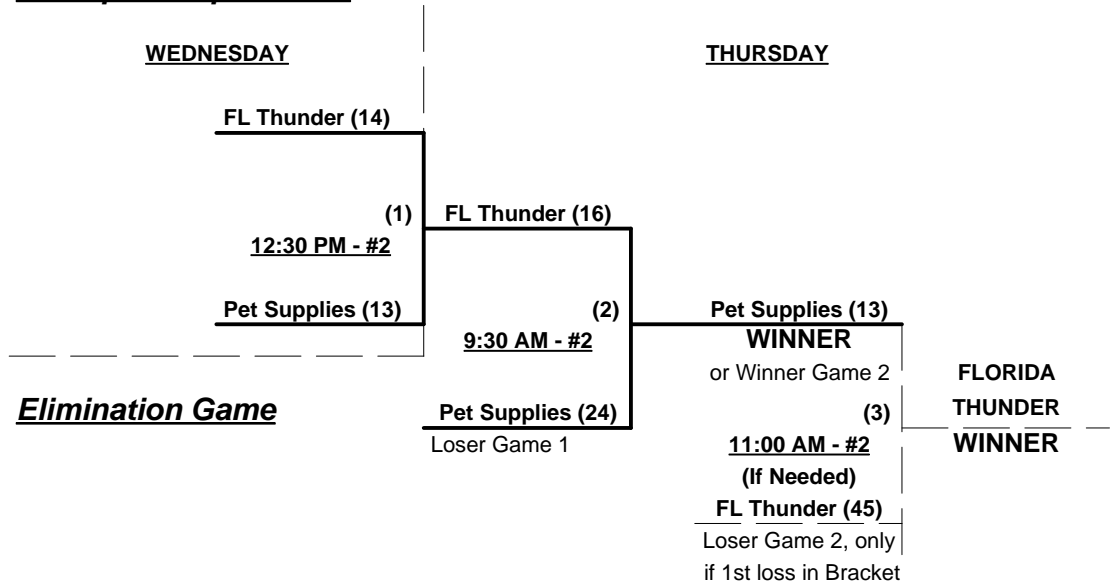 WEDNESDAY
THURSDAY
FL Thunder (14)
(1)
FL Thunder (16)
12:30 PM - #2
Pet Supplies (13)
(2)
Pet Supplies (13)
9:30 AM - #2
WINNER
or Winner Game 2
FLORIDA
Elimination Game
Pet Supplies (24)
(3)
THUNDER
Loser Game 1
11:00 AM - #2
WINNER
(If Needed)
FL Thunder (45)
Loser Game 2, only
if 1st loss in Bracket